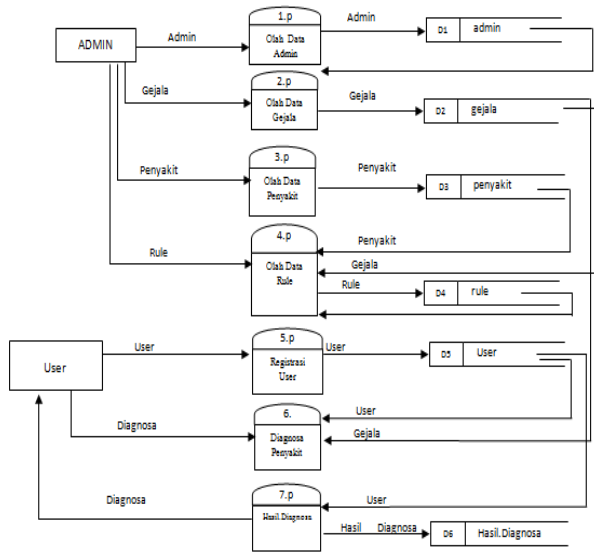 1.p
Admin
D1
admin
ADMIN
Admin
Olah Data
Admin
2.p
Gejala
Olah Data
Gejala
Gejala
D2
gejala
3.p
Penyakit
Olah Data
Penyakit
Penyakit
D3
penyakit
4.p
Rule
Olah Data
Rule
Penyakit
Gejala
Rule
D4
rule
5.p
User
User
Registrasi
User
User
D5
User
6.
Diagnosa
Diagnosa
Penyakit
User
Gejala
7.p
Diagnosa
Hasil Diagnosa
User
Hasil Diagnosa
D6
Hasil.Diagnosa